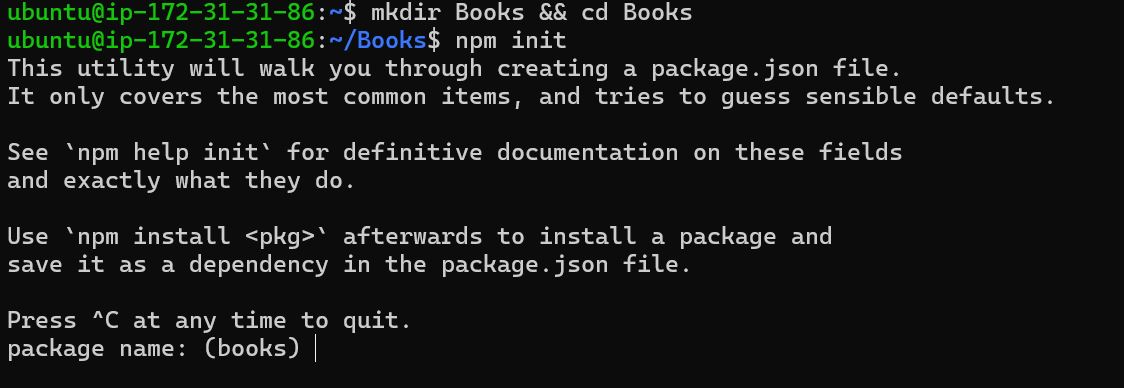 ubuntu@ip-172-31-31-86:~$ mkdir Books && cd Books
ubuntu@ip-172-31-31-86:~/Books$ npm init
This utility will walk you through creating a package.json file.
It only covers the most common items, and tries to guess sensible defaults.
See `npm help init` for definitive documentation on these fields
and exactly what they do.
Use `npm install <pkg>` afterwards to install a package and
save it as a dependency in the package.json file.
Press ^C at any time to quit.
package name: (books)